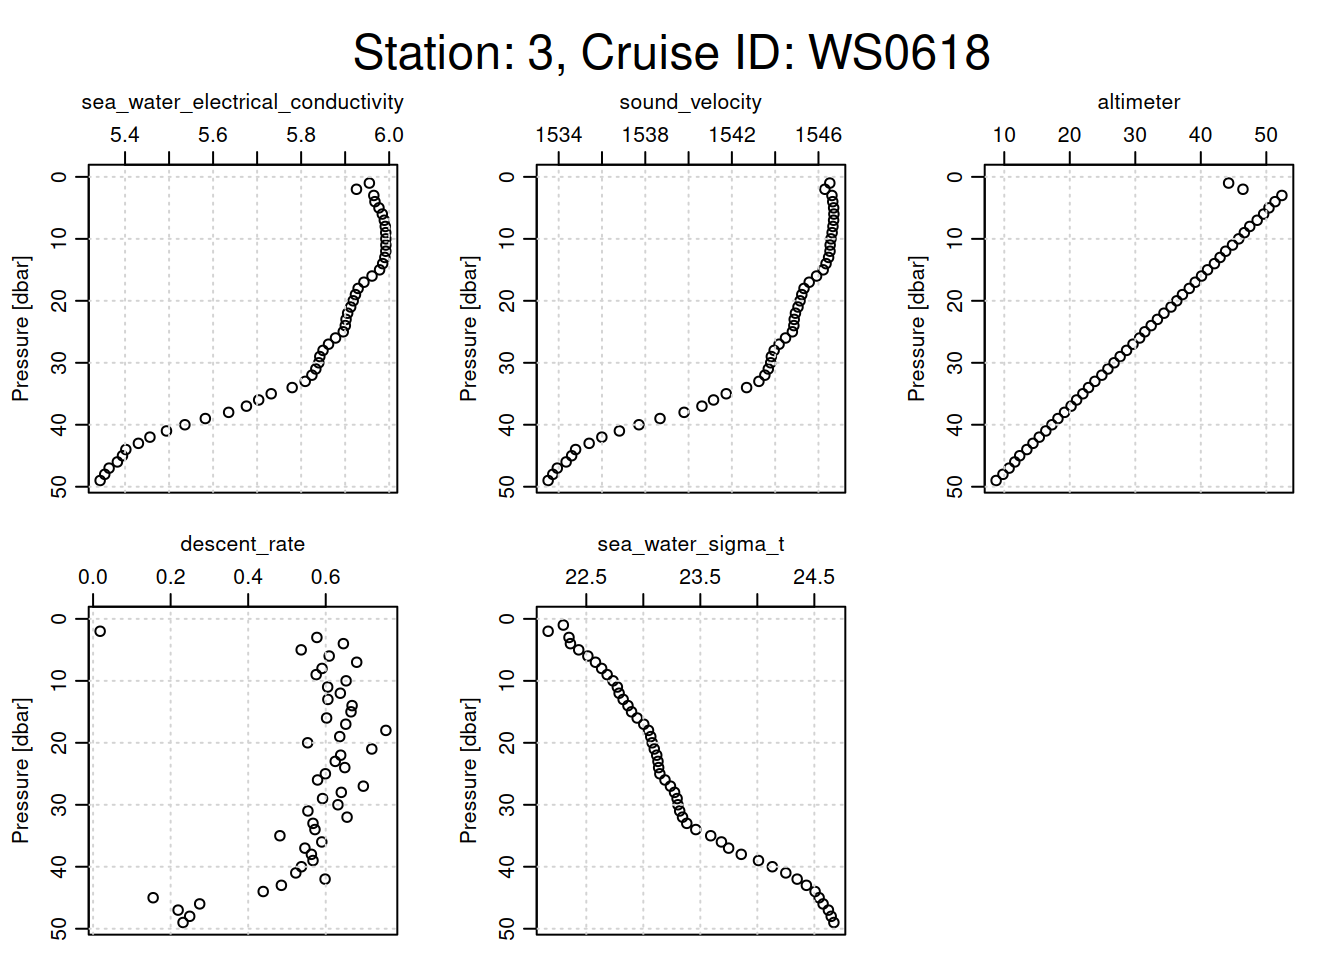 Station: 3, Cruise ID: WS0618
sea_water_electrical_conductivity
5.4 5.6 5.8 6.0
0 10 20 30 40 50
Pressure [dbar]
sound_velocity
1534 1538 1542 1546
0 10 20 30 40 50
Pressure [dbar]
altimeter
10 20 30 40 50
0 10 20 30 40 50
Pressure [dbar]
descent_rate
0.0 0.2 0.4 0.6
0 10 20 30 40 50
Pressure [dbar]
sea_water_sigma_t
22.5 23.5 24.5
0 10 20 30 40 50
Pressure [dbar]